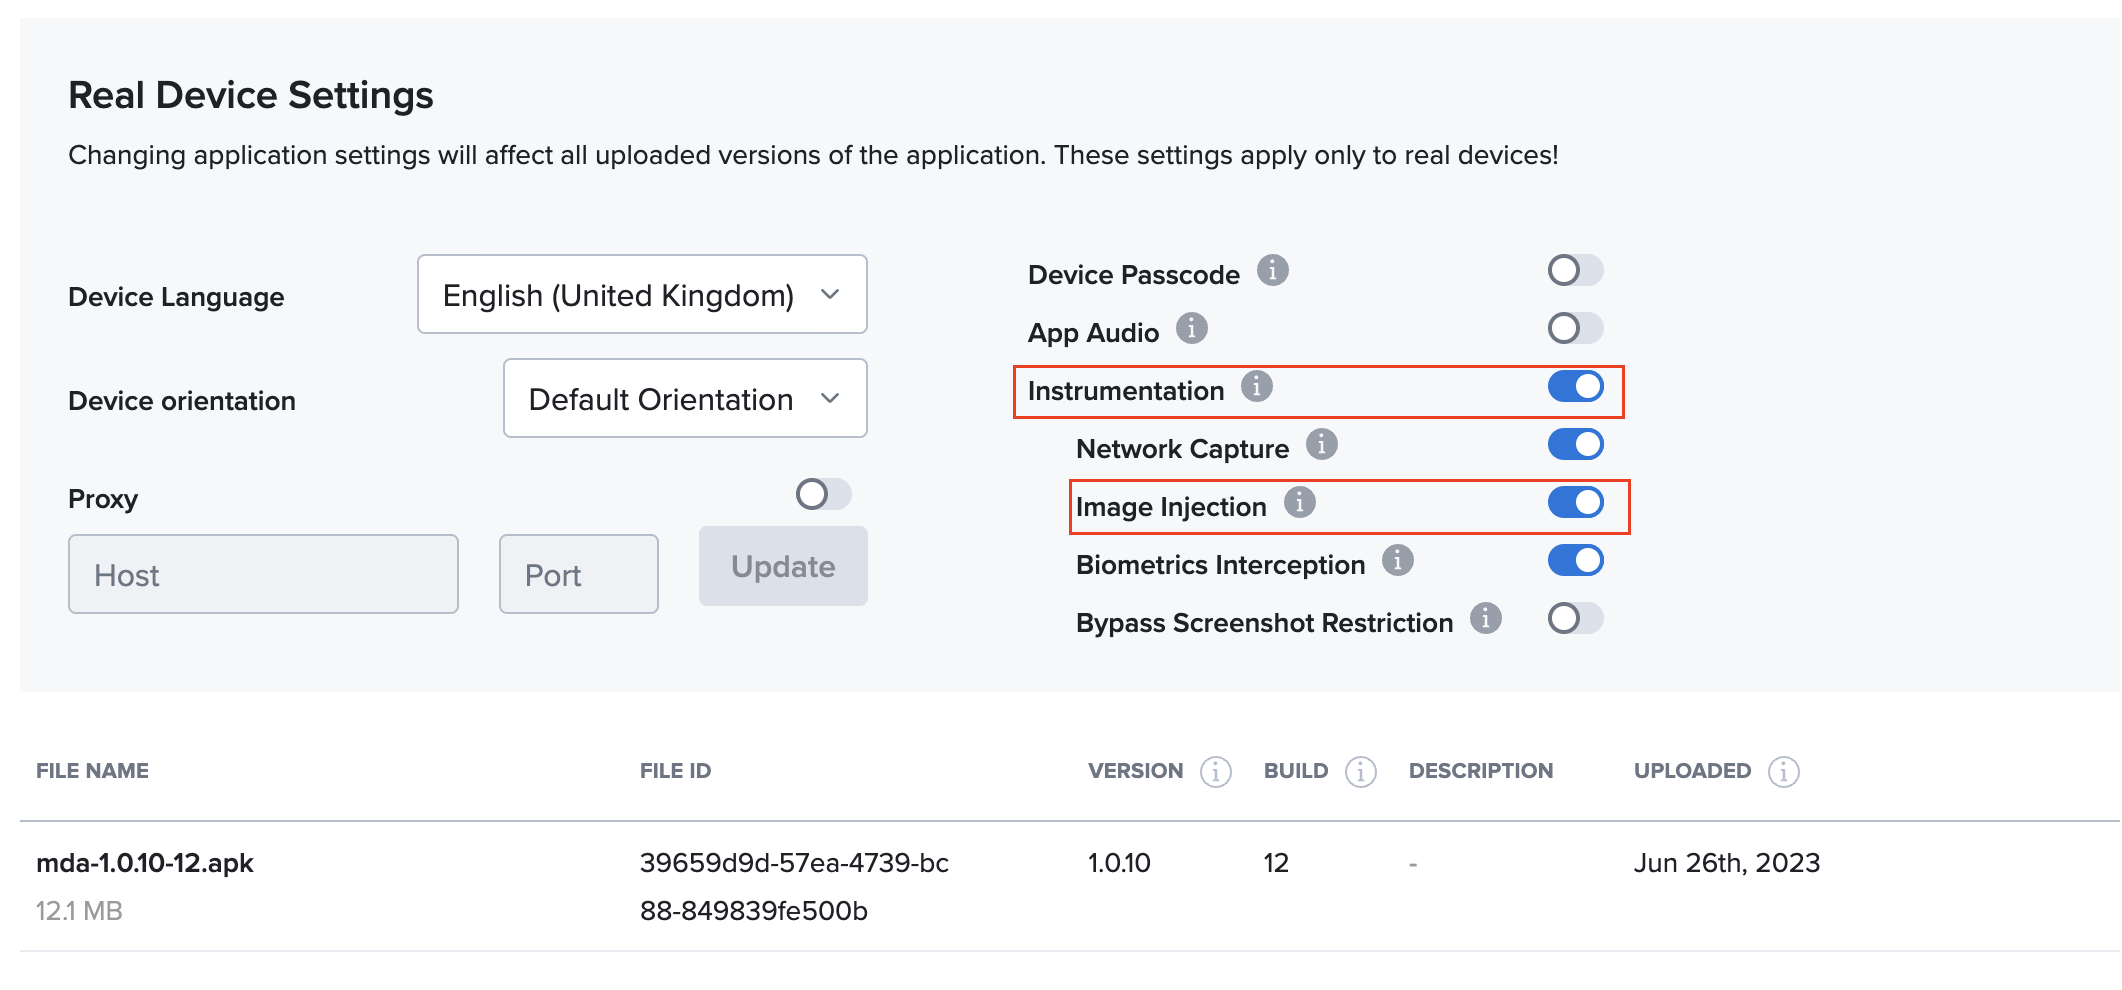 Real Device Settings
Changing application settings will affect all uploaded versions of the application. These settings apply only to real devices!
Device Language
English (United Kingdom)
Device orientation
Default Orientation
Proxy
Host
Port
Update
Device Passcode
App Audio
Instrumentation
Network Capture
Image Injection
Biometrics Interception
Bypass Screenshot Restriction
FILE NAME FILE ID VERSION BUILD DESCRIPTION UPLOADED
mda-1.0.10-12.apk 39659d9d-57ea-4739-bc 1.0.10 12 - Jun 26th, 2023
12.1 MB 88-849839fe500b